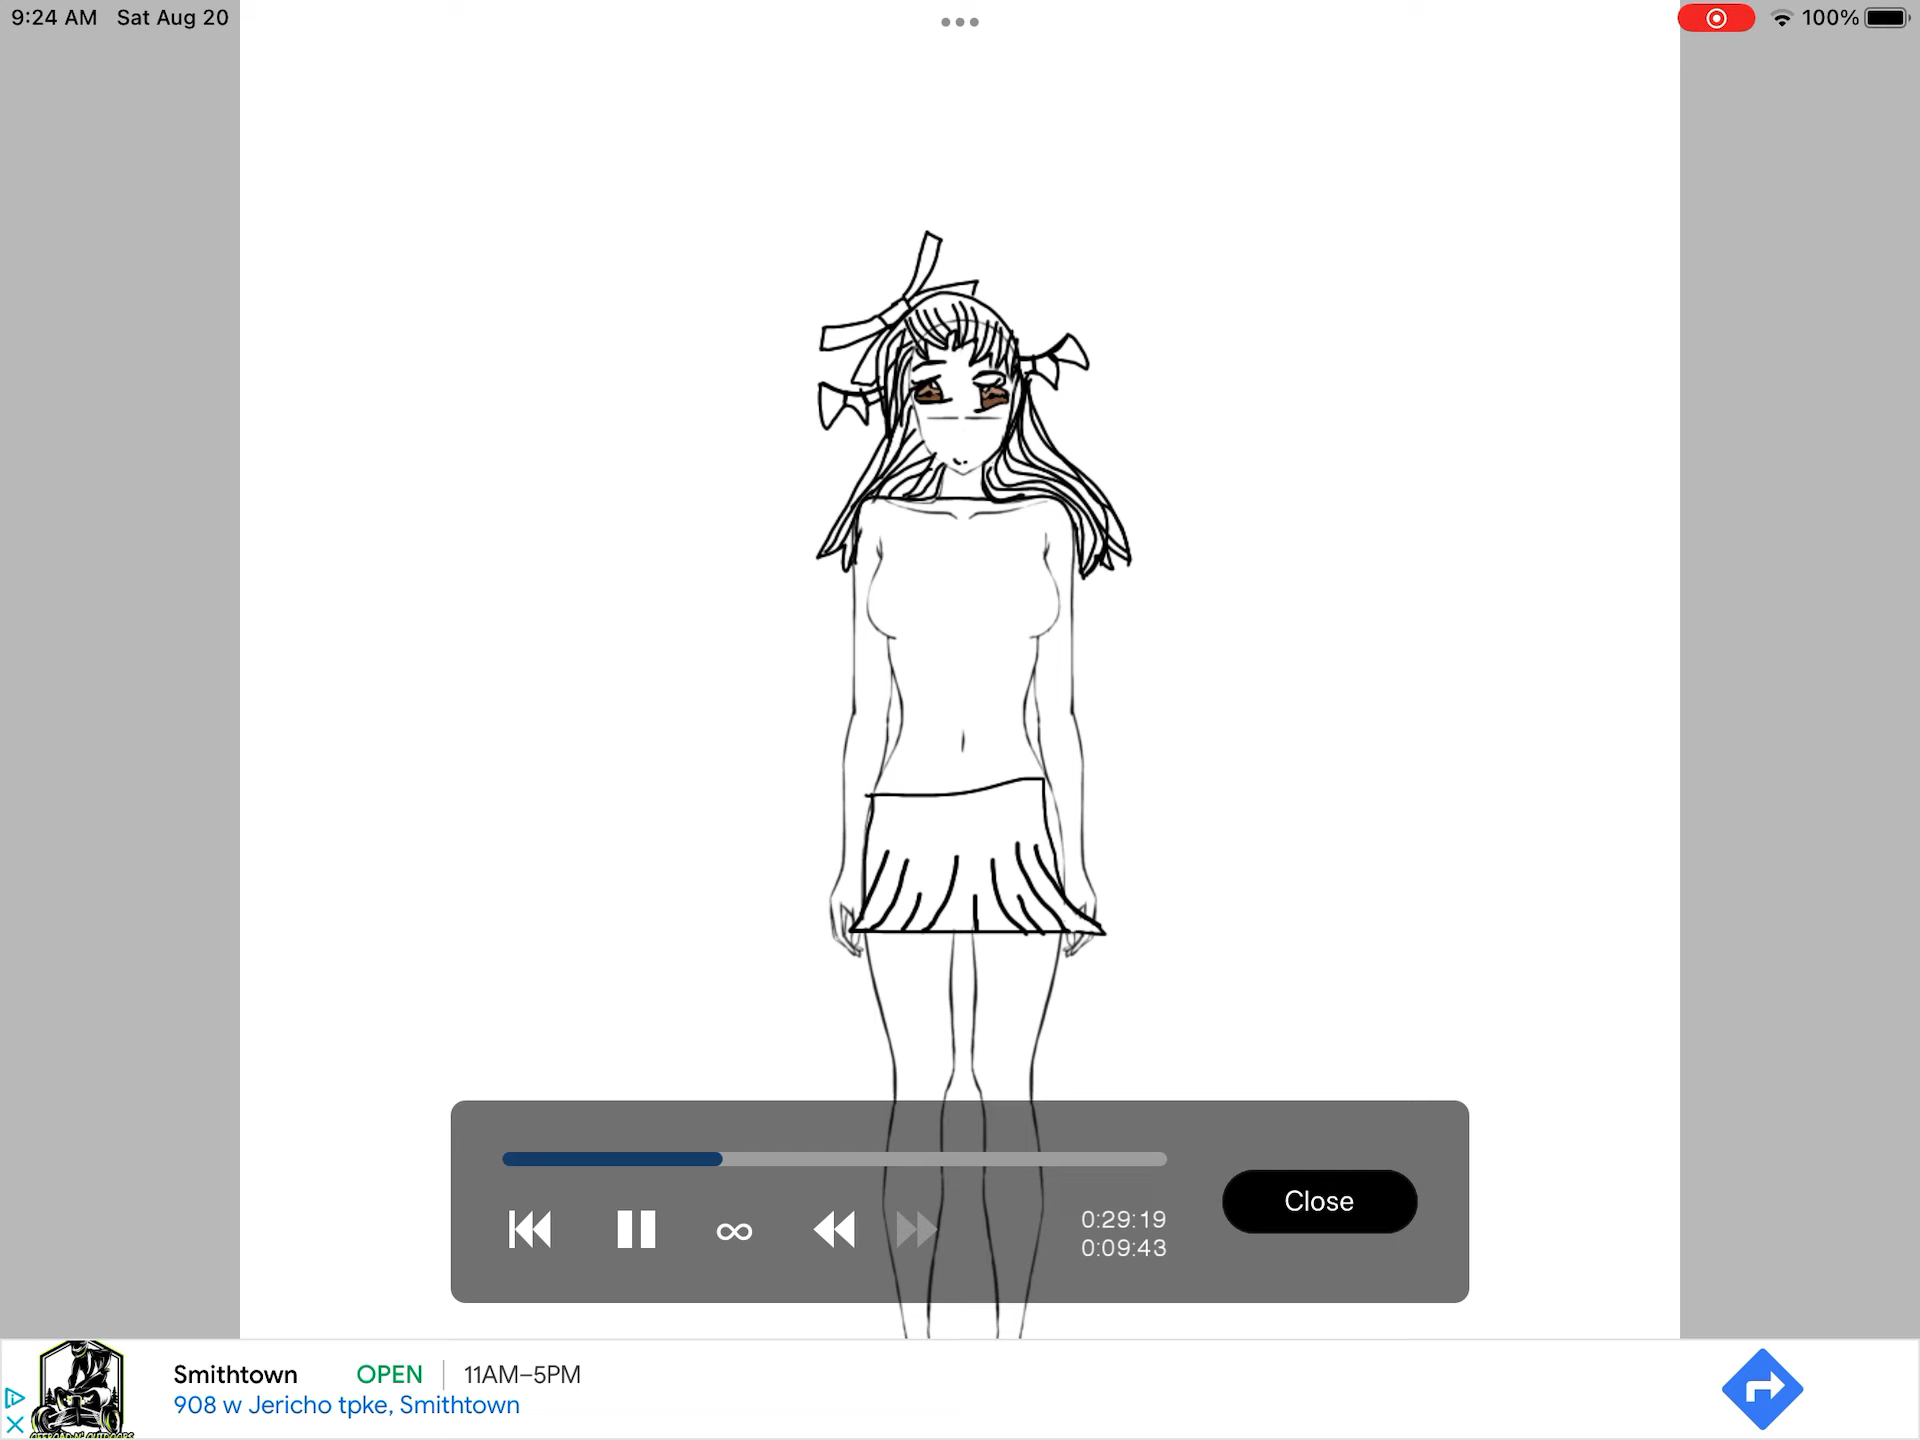 9:24 AM Sat Aug 20
100%
0:29:19
0:09:43
Close
Smithtown OPEN 11AM–5PM
908 w Jericho tpke, Smithtown